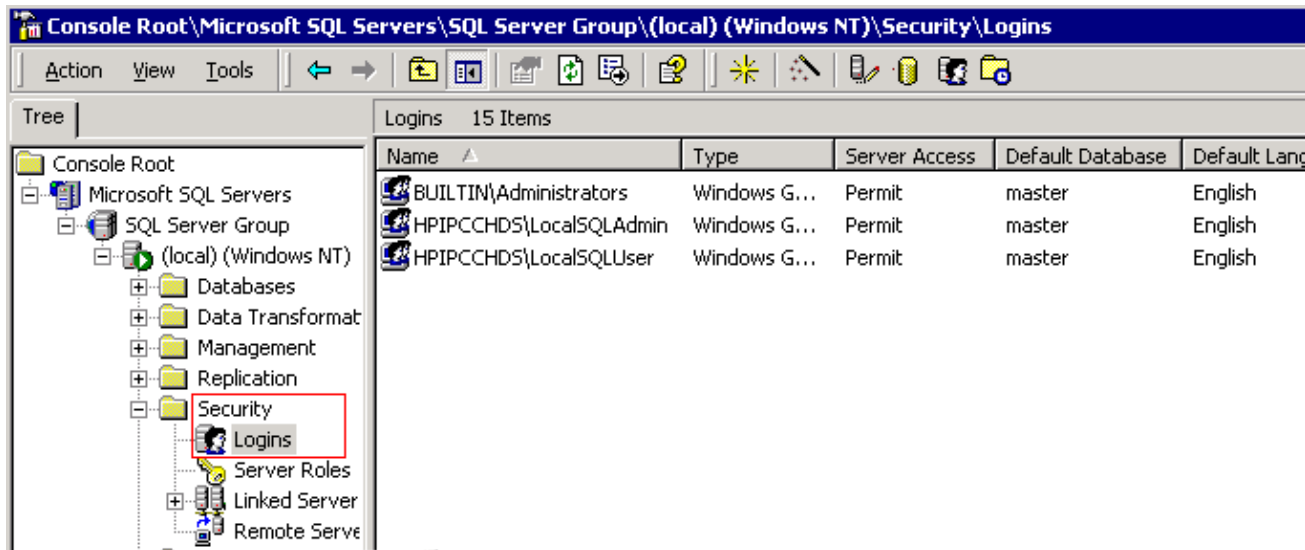 Console Root\Microsoft SQL Servers\SQL Server Group\(local) (Windows NT)\Security\Logins
Action View Tools
Tree
Logins 15 Items
Console Root
Microsoft SQL Servers
SQL Server Group
(local) (Windows NT)
Databases
Data Transformat
Management
Replication
Security
Logins
Server Roles
Linked Server
Remote Serve
Name Type Server Access Default Database Default Lang
BUILTIN\Administrators Windows G... Permit master English
HPIPCCHDS\LocalSQLAdmin Windows G... Permit master English
HPIPCCHDS\LocalSQLUser Windows G... Permit master English